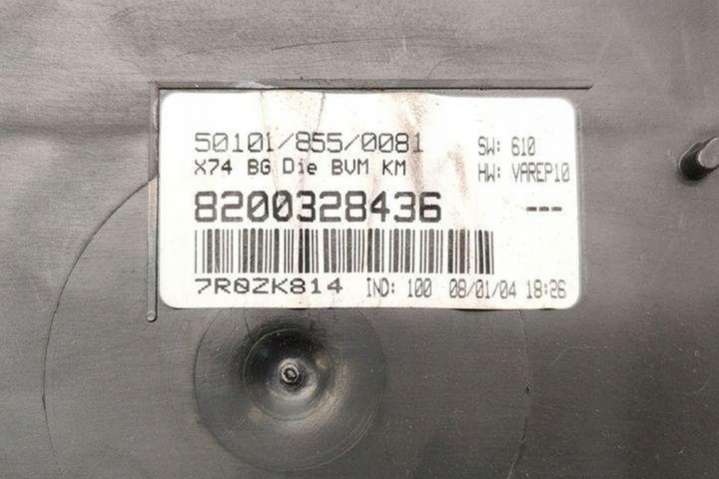 50101/855/0081
SW: 610
X74 BG Die BVM KM
HW: VAREP10
8200328436
---
7R0ZK814 IND: 100 08/01/04 18:26